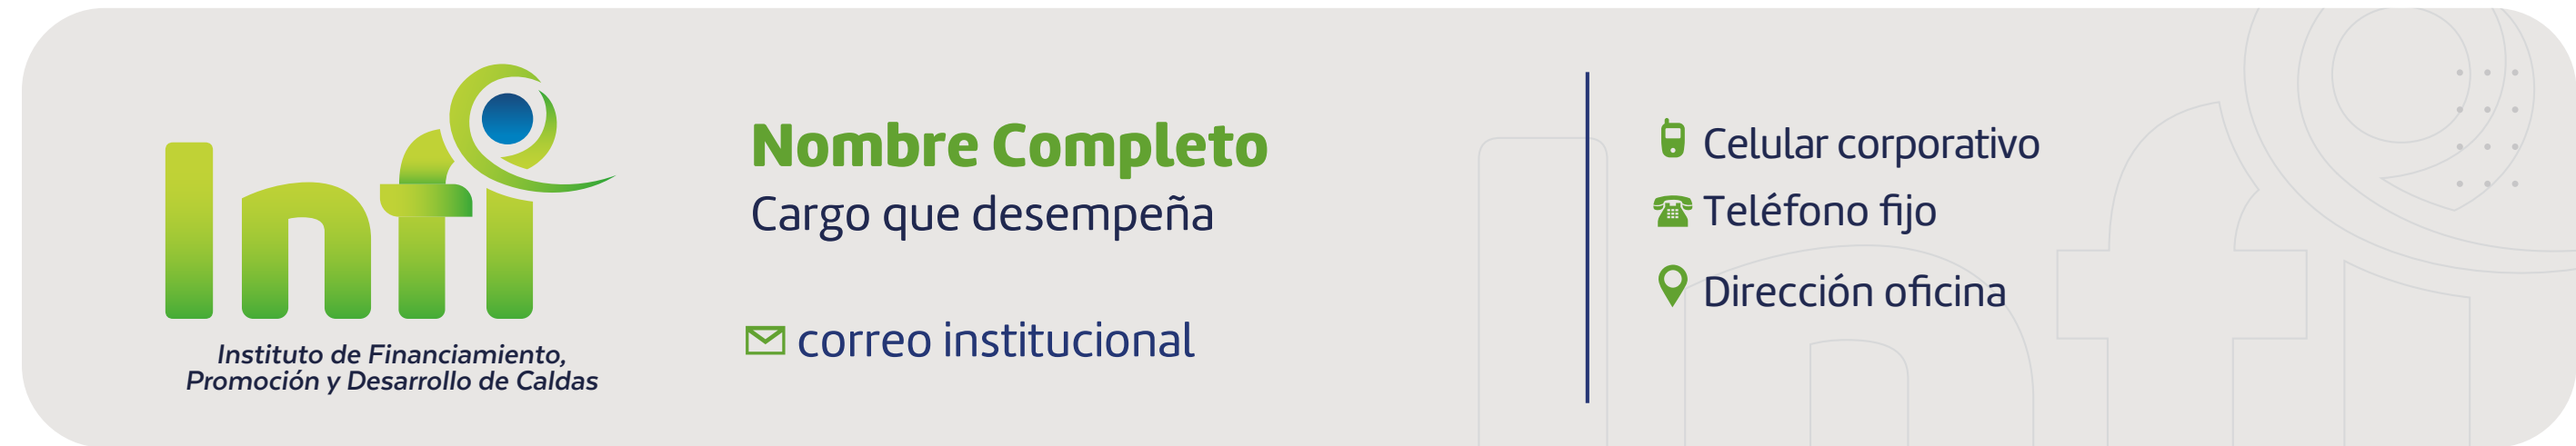 Infi
Instituto de Financiamiento,
Promoción y Desarrollo de Caldas
Nombre Completo
Cargo que desempeña
correo institucional
Celular corporativo
Teléfono fijo
Dirección oficina